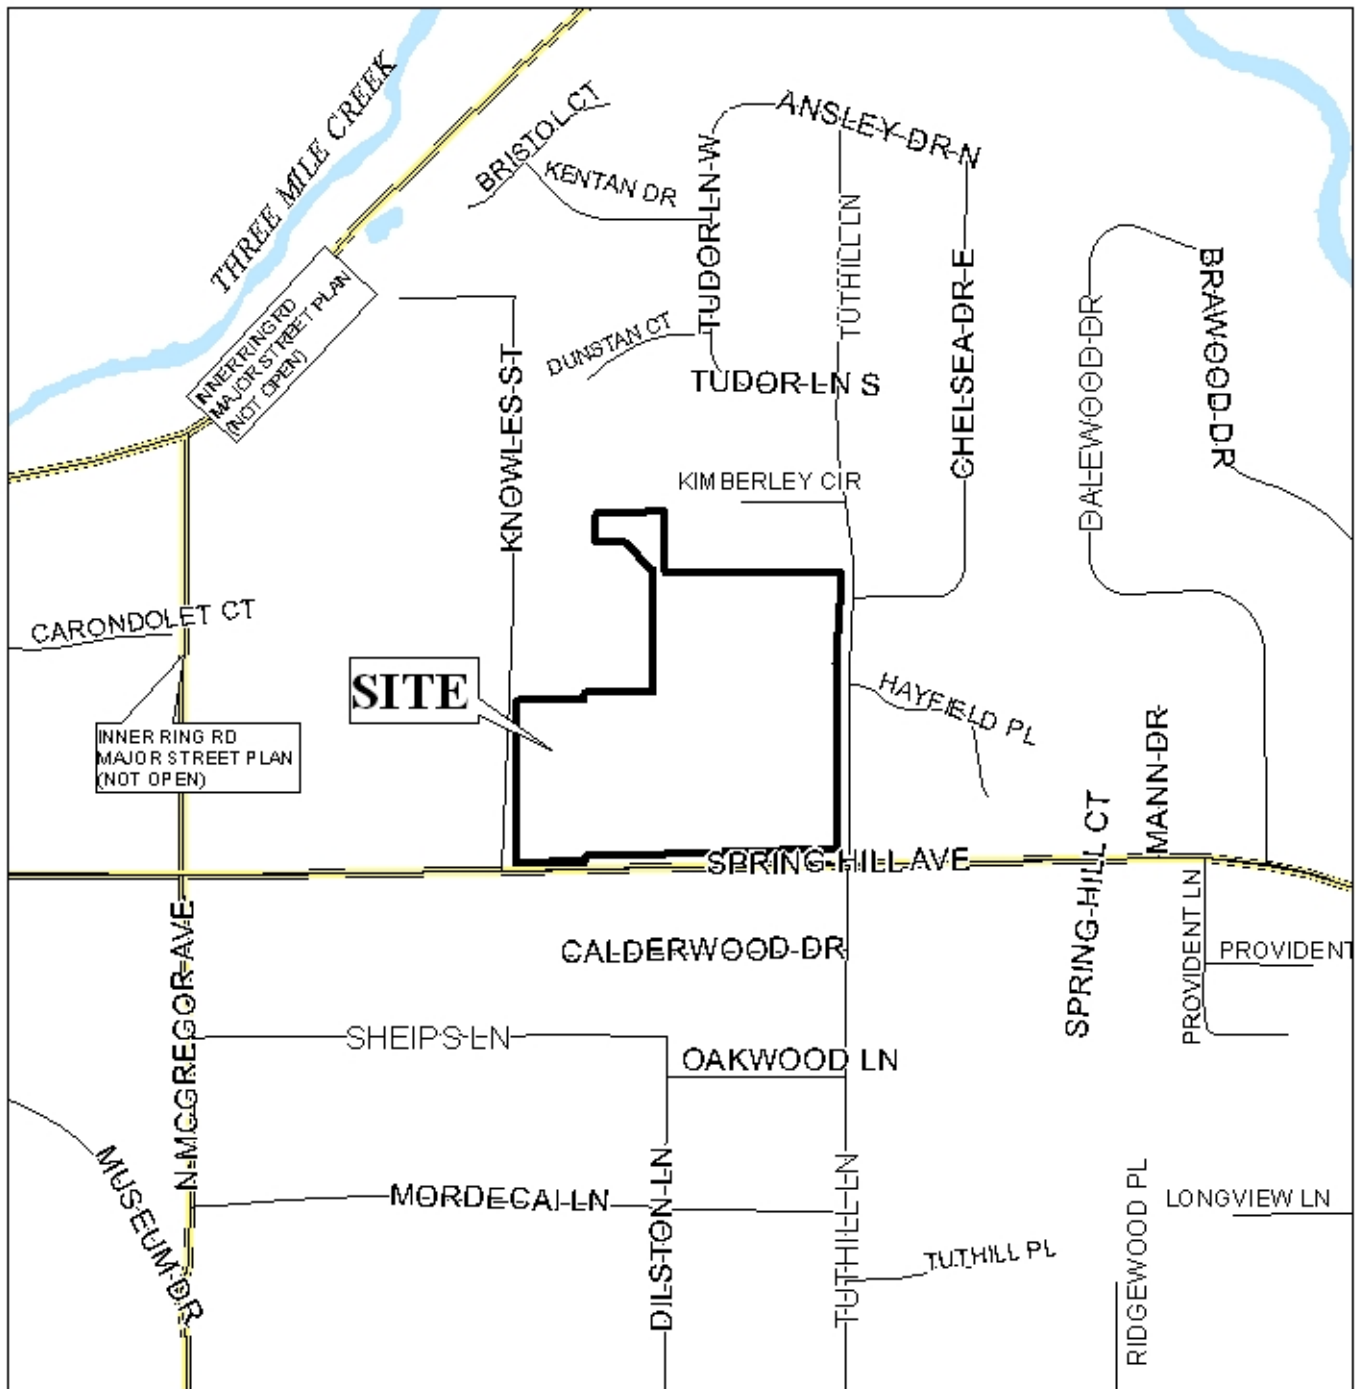 THREE MILE CREEK
BRISTOL CT
KENTAN DR
ANSLEY DR N
TUDOR LN W
TUTHILL LN
CHELSEA DR E
DALEWOOD DR
BRAWOOD DR
INNER RING RD
MAJOR STREET PLAN
(NOT OPEN)
KNOWLES ST
DUNSTAN CT
TUDOR LN S
KIMBERLEY CIR
CARONDOLET CT
SITE
HAYFIELD PL
INNER RING RD
MAJOR STREET PLAN
(NOT OPEN)
MANN DR
SPRING HILL CT
SPRING HILL AVE
N MCGREGOR AVE
CALDERWOOD DR
PROVIDENT LN
PROVIDENT
SHEIPS LN
OAKWOOD LN
MUSEUM DR
MORDECAI LN
DILSTON LN
TUTHILL LN
TUTHILL PL
RIDGEWOOD PL
LONGVIEW LN